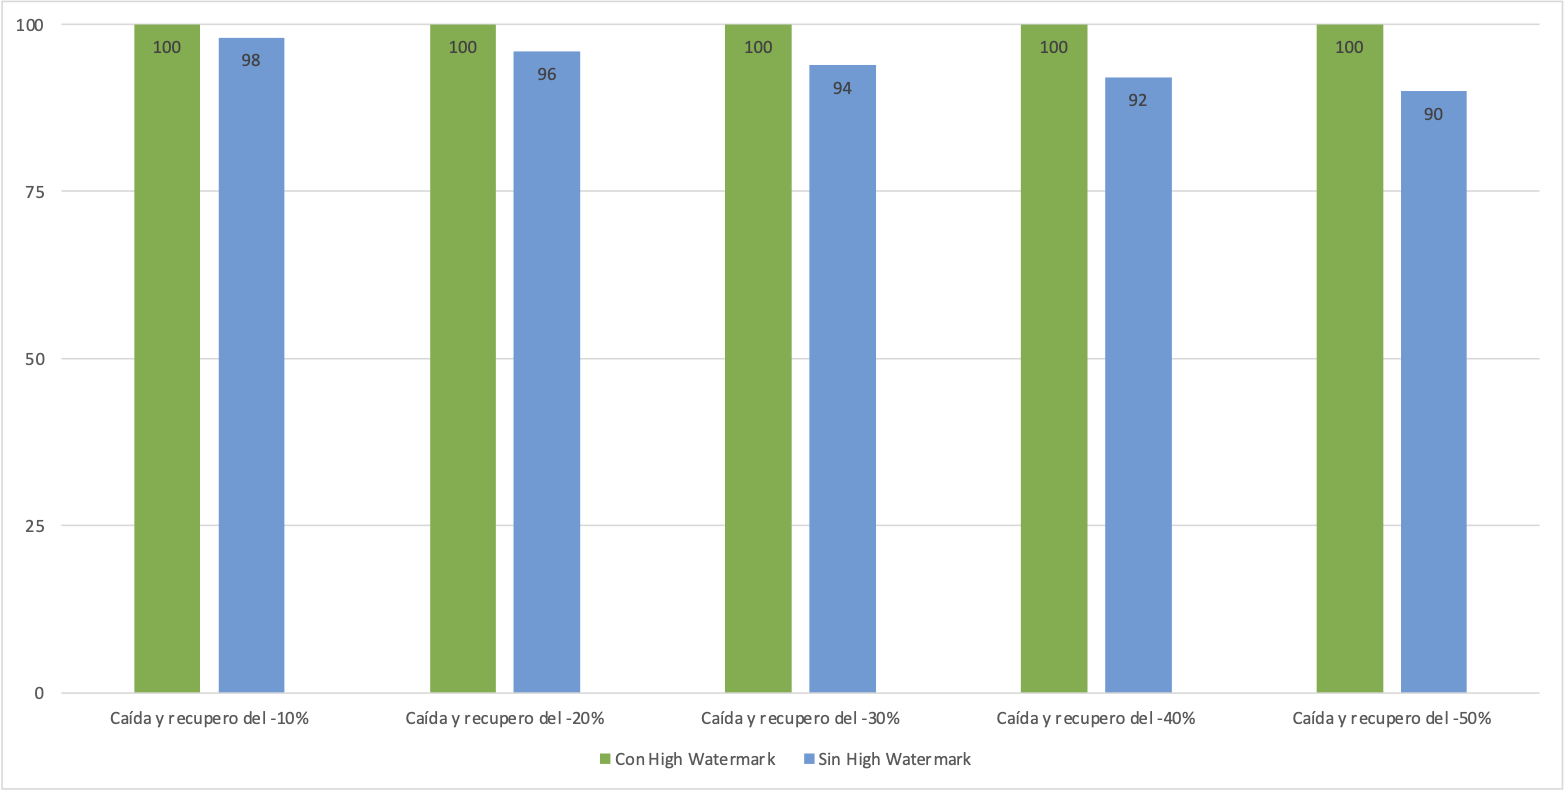 100
75
50
25
0
100 98
100 96
100 94
100 92
100 90
Caída y recupero del -10%
Caída y recupero del -20%
Caída y recupero del -30%
Caída y recupero del -40%
Caída y recupero del -50%
Con High Watermark
Sin High Watermark